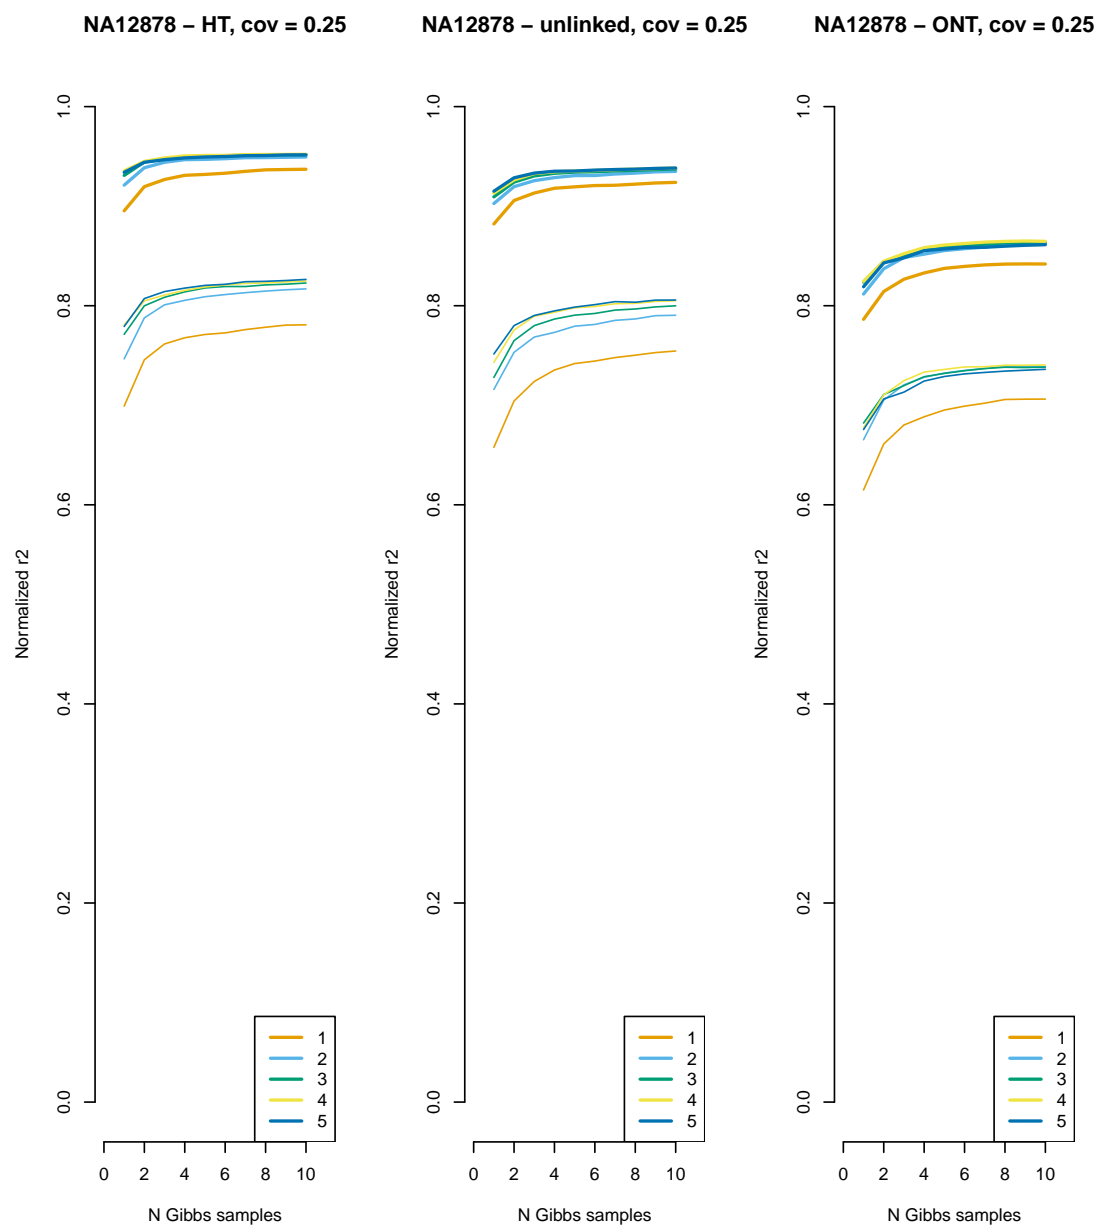 NA12878 − HT, cov = 0.25
Normalized r2
1.0
0.8
0.6
0.4
0.2
0.0
1
2
3
4
5
0 2 4 6 8 10
N Gibbs samples
NA12878 − unlinked, cov = 0.25
Normalized r2
1.0
0.8
0.6
0.4
0.2
0.0
1
2
3
4
5
0 2 4 6 8 10
N Gibbs samples
NA12878 − ONT, cov = 0.25
Normalized r2
1.0
0.8
0.6
0.4
0.2
0.0
1
2
3
4
5
0 2 4 6 8 10
N Gibbs samples